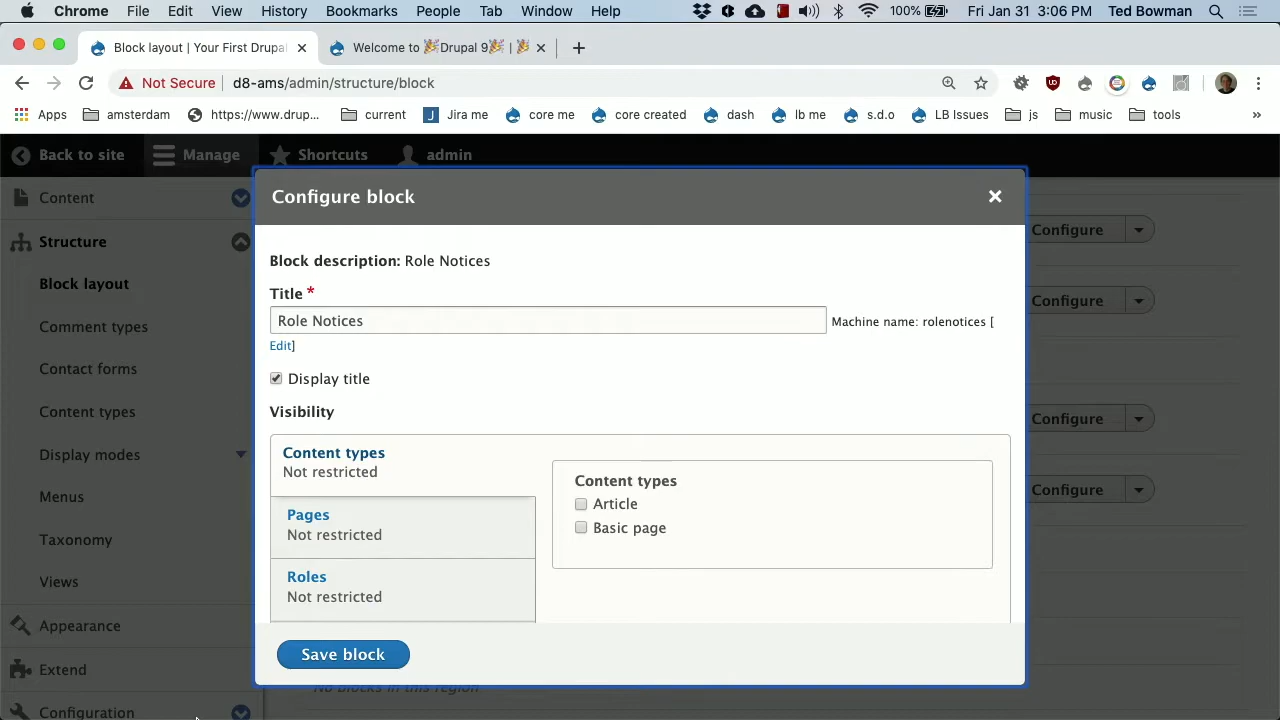 Chrome File Edit View History Bookmarks People Tab Window Help 100% Fri Jan 31 3:06 PM Ted Bowman
Block layout | Your First Drupal Welcome to 🎉Drupal 9🎉 | 🎉
Not Secure d8-ams/admin/structure/block
Apps amsterdam https://www.drup... current Jira me core me core created dash lb me s.d.o LB Issues js music tools »
Back to site Manage Shortcuts admin
Content
Structure
Block layout
Comment types
Contact forms
Content types
Display modes
Menus
Taxonomy
Views
Appearance
Extend
Configuration
Configure block
Block description: Role Notices
Title *
Role Notices Machine name: rolenotices [
Edit]
Display title
Visibility
Content types
Not restricted
Pages
Not restricted
Roles
Not restricted
Content types
Article
Basic page
Save block
No blocks in this region
Configure
Configure
Configure
Configure